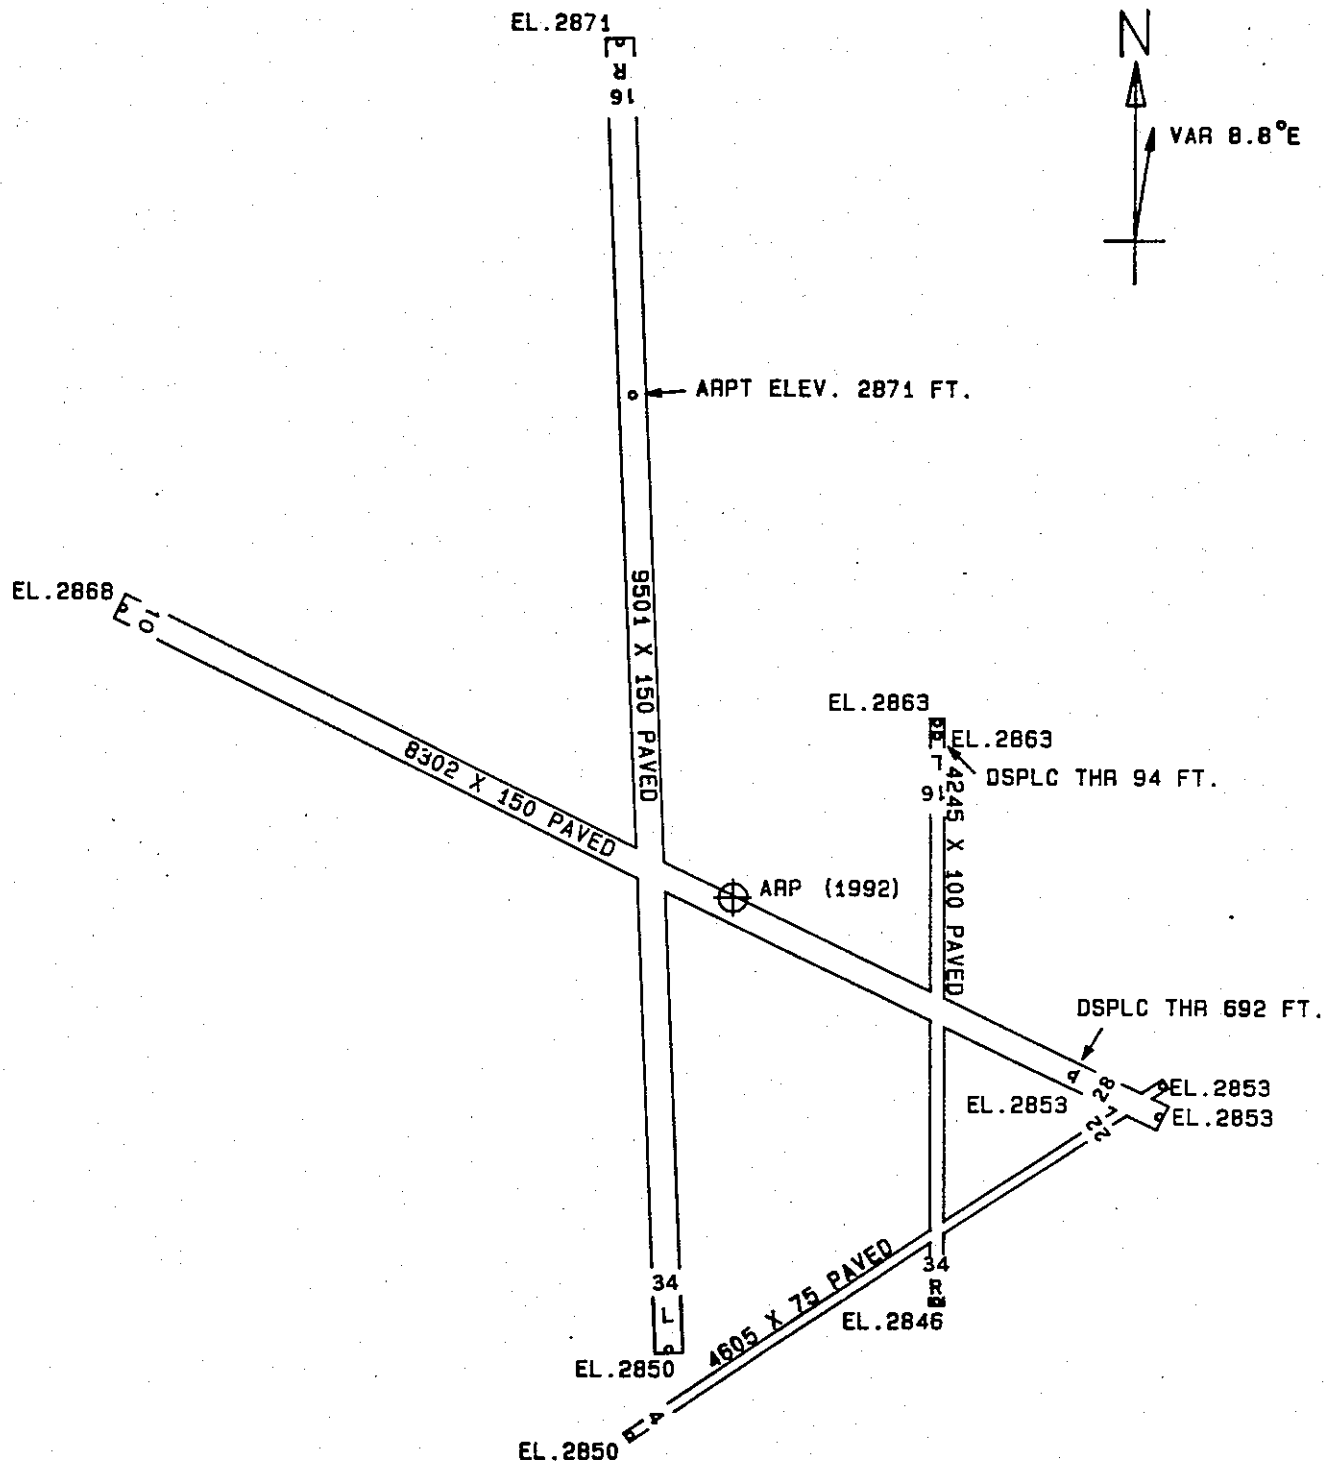 EL.2871
N
R
16
VAR 8.8°E
ARPT ELEV. 2871 FT.
9501 X 150 PAVED
EL.2868
10
8302 X 150 PAVED
EL.2863
EL.2863
DSPLC THR 94 FT.
L
16
4245 X 100 PAVED
ARP (1992)
DSPLC THR 692 FT.
28
EL.2853
EL.2853
EL.2853
22
34
R
EL.2846
34
L
EL.2850
4605 X 75 PAVED
4
EL.2850